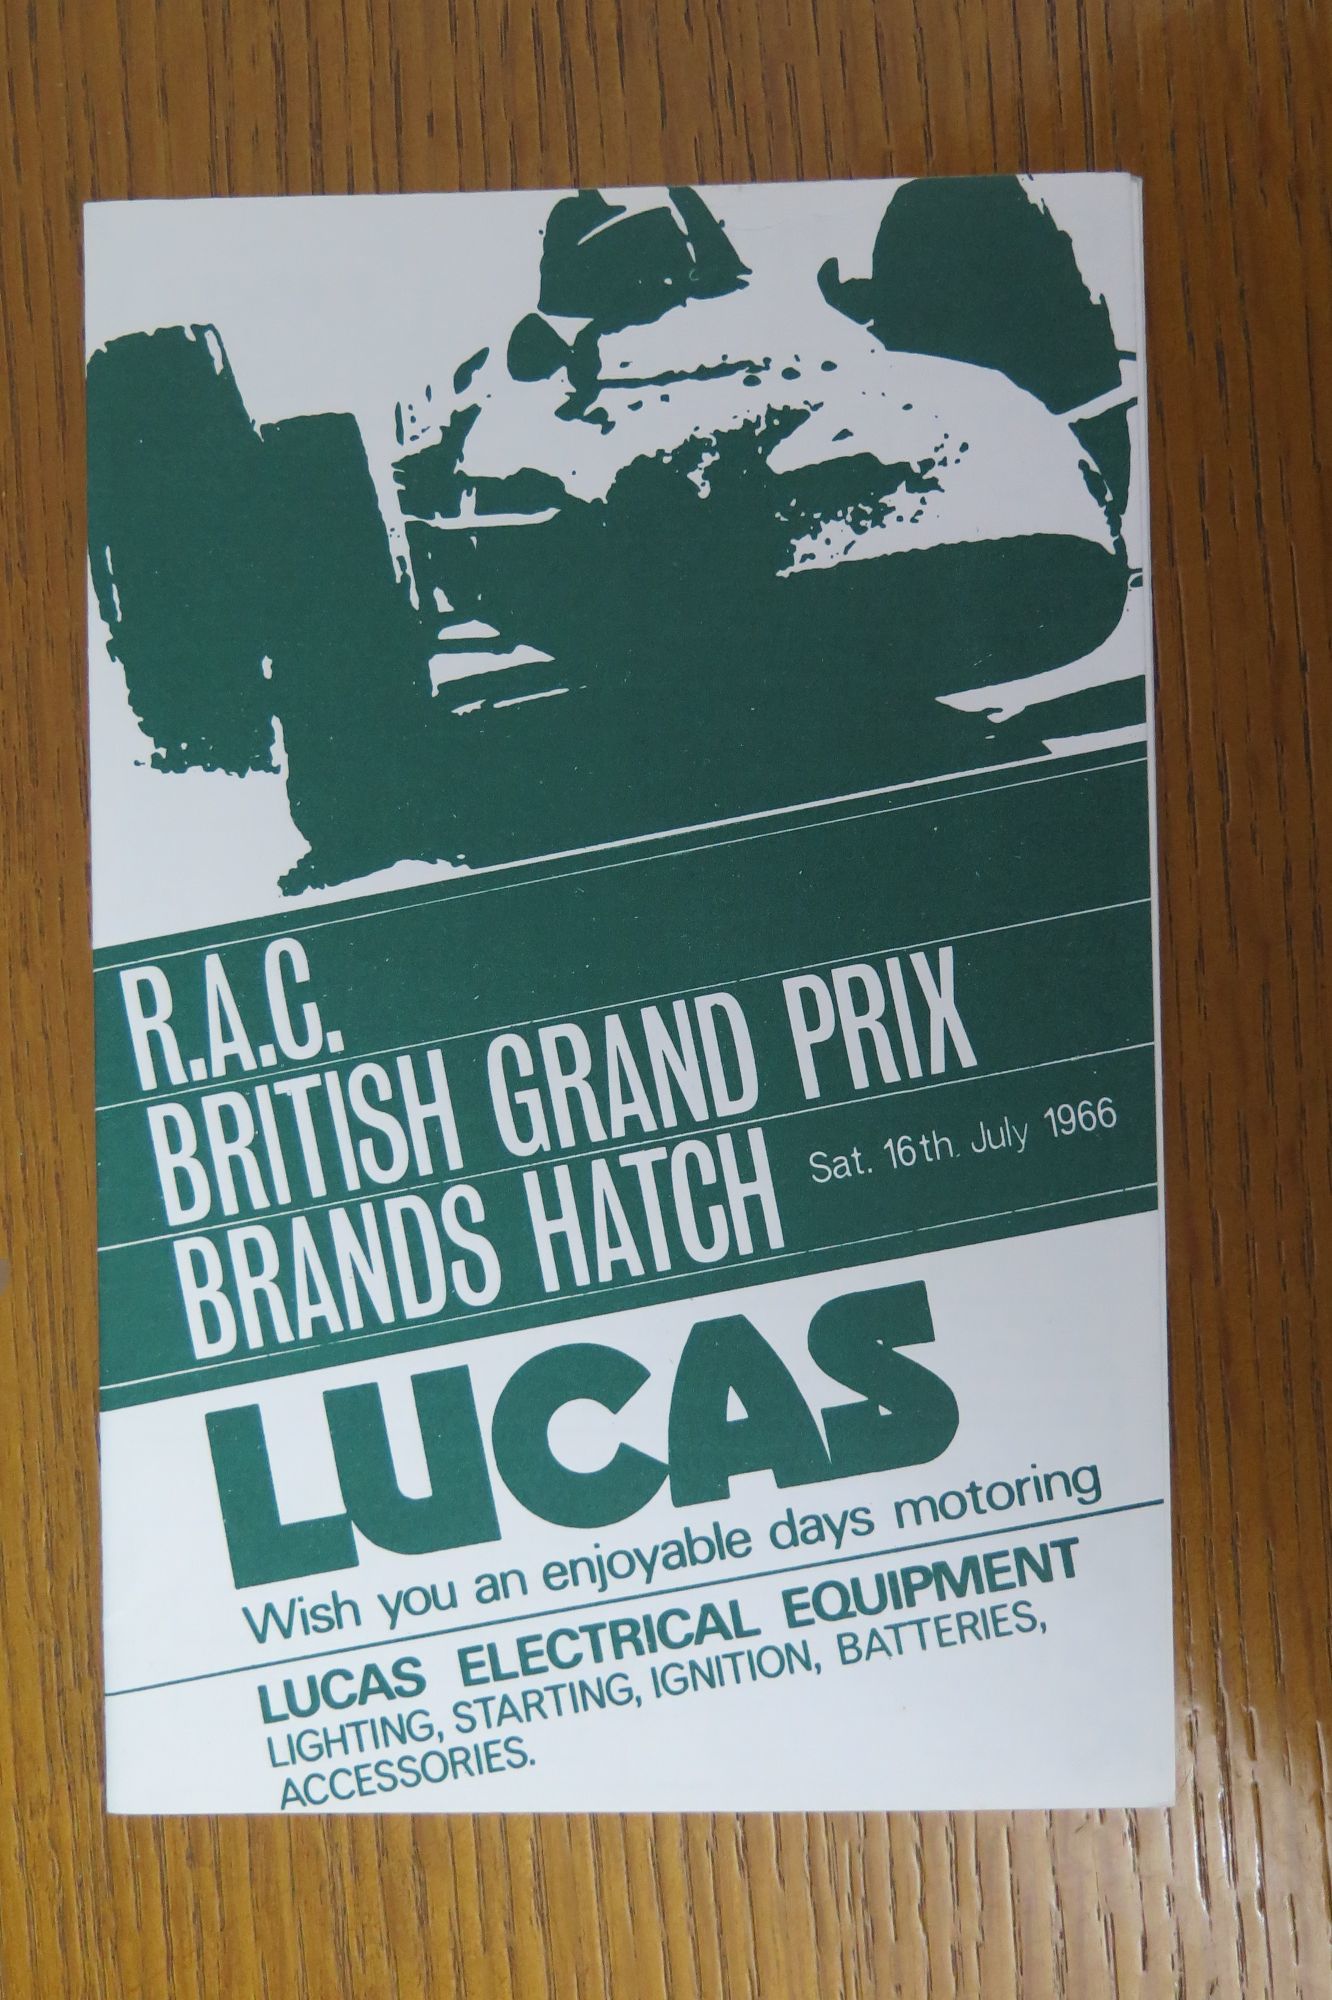 R.A.C.
BRITISH GRAND PRIX
BRANDS HATCH Sat. 16th. July 1966
LUCAS
Wish you an enjoyable days motoring
LUCAS ELECTRICAL EQUIPMENT
LIGHTING, STARTING, IGNITION, BATTERIES,
ACCESSORIES.